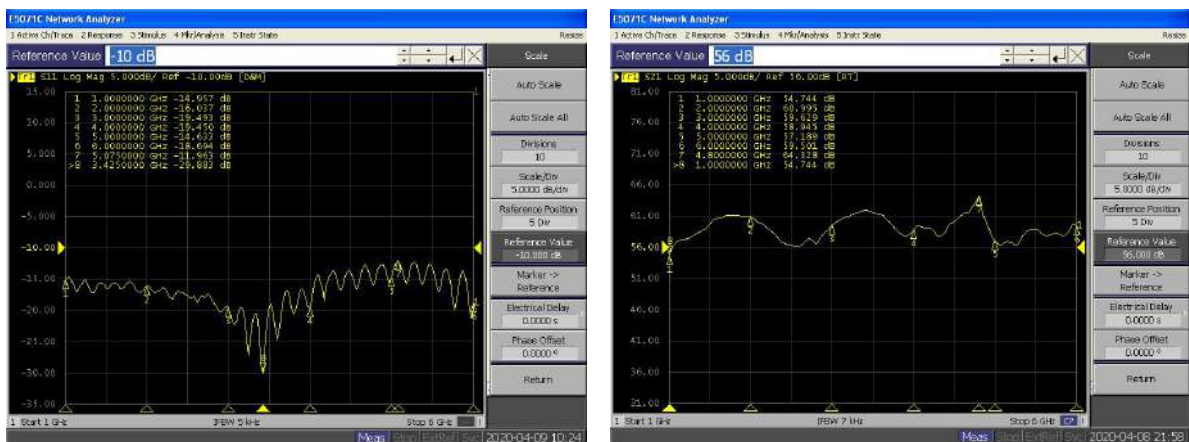 E5071C Network Analyzer
1 Active Ch/Trace 2 Response 3 Stimulus 4 Mkr/Analysis 5 Instr State
Resize
Reference Value -10 dB
Tr1 S11 Log Mag 5.000dB/ Ref -10.00dB [D&M]
15.00
10.00
5.000
0.000
-5.000
-10.00
-15.00
-20.00
-25.00
-30.00
-35.00
1 1.0000000 GHz -14.957 dB
2 2.0000000 GHz -16.037 dB
3 3.0000000 GHz -19.493 dB
4 4.0000000 GHz -19.450 dB
5 5.0000000 GHz -14.633 dB
6 6.0000000 GHz -18.694 dB
7 5.0750000 GHz -11.963 dB
>8 3.4250000 GHz -29.883 dB
Scale
Auto Scale
Auto Scale All
Divisions
10
Scale/Div
5.0000 dB/div
Reference Position
5 Div
Reference Value
-10.000 dB
Marker ->
Reference
Electrical Delay
0.0000 s
Phase Offset
0.0000 °
Return
1 Start 1 GHz
IFBW 5 kHz
Stop 6 GHz
Meas Stop ExtRef Svc 2020-04-09 10:24
E5071C Network Analyzer
1 Active Ch/Trace 2 Response 3 Stimulus 4 Mkr/Analysis 5 Instr State
Resize
Reference Value 56 dB
Tr1 S21 Log Mag 5.000dB/ Ref 56.00dB [RT]
81.00
76.00
71.00
66.00
61.00
56.00
51.00
46.00
41.00
36.00
31.00
1 1.0000000 GHz 54.744 dB
2 2.0000000 GHz 60.995 dB
3 3.0000000 GHz 59.629 dB
4 4.0000000 GHz 58.945 dB
5 5.0000000 GHz 57.189 dB
6 6.0000000 GHz 59.501 dB
7 4.8000000 GHz 64.328 dB
>8 1.0000000 GHz 54.744 dB
Scale
Auto Scale
Auto Scale All
Divisions
10
Scale/Div
5.0000 dB/div
Reference Position
5 Div
Reference Value
56.000 dB
Marker ->
Reference
Electrical Delay
0.0000 s
Phase Offset
0.0000 °
Return
1 Start 1 GHz
IFBW 7 kHz
Stop 6 GHz C?
Meas Stop ExtRef Svc 2020-04-08 21:58